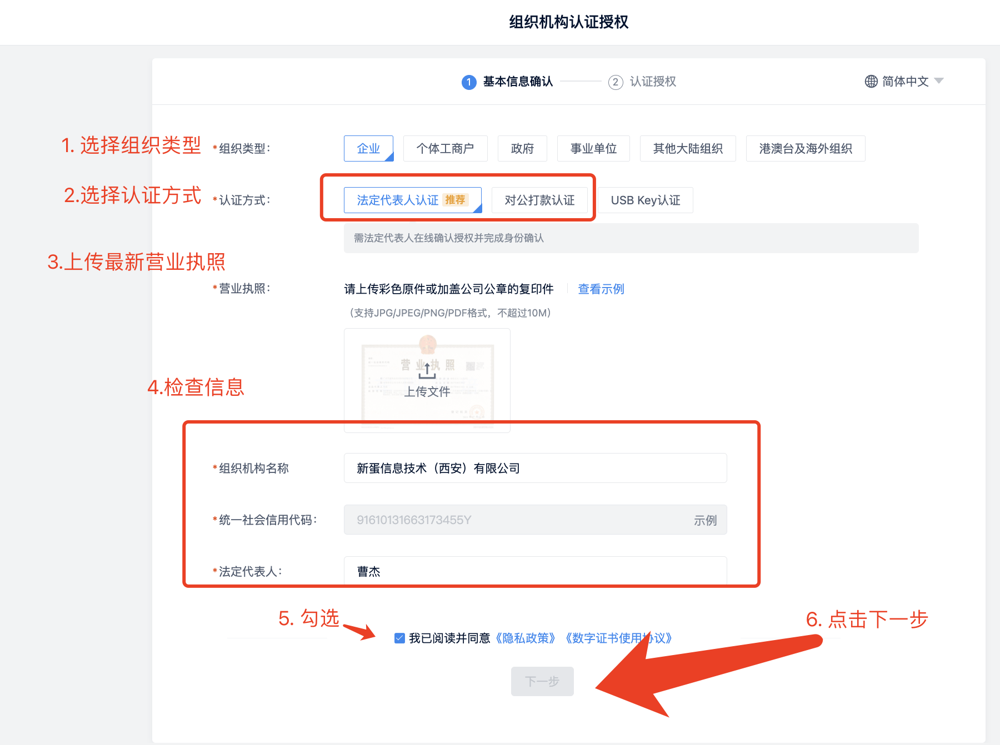 组织机构认证授权
1 基本信息确认 2 认证授权 简体中文
1. 选择组织类型 *组织类型： 企业 个体工商户 政府 事业单位 其他大陆组织 港澳台及海外组织
2.选择认证方式 *认证方式： 法定代表人认证 推荐 对公打款认证 USB Key认证
需法定代表人在线确认授权并完成身份确认
3.上传最新营业执照
*营业执照： 请上传彩色原件或加盖公司公章的复印件 查看示例
（支持JPG/JPEG/PNG/PDF格式，不超过10M）
营业执照
上传文件
4.检查信息
*组织机构名称 新蛋信息技术（西安）有限公司
*统一社会信用代码： 91610131663173455Y 示例
*法定代表人： 曹杰
5. 勾选 6. 点击下一步
我已阅读并同意《隐私政策》《数字证书使用协议》
下一步